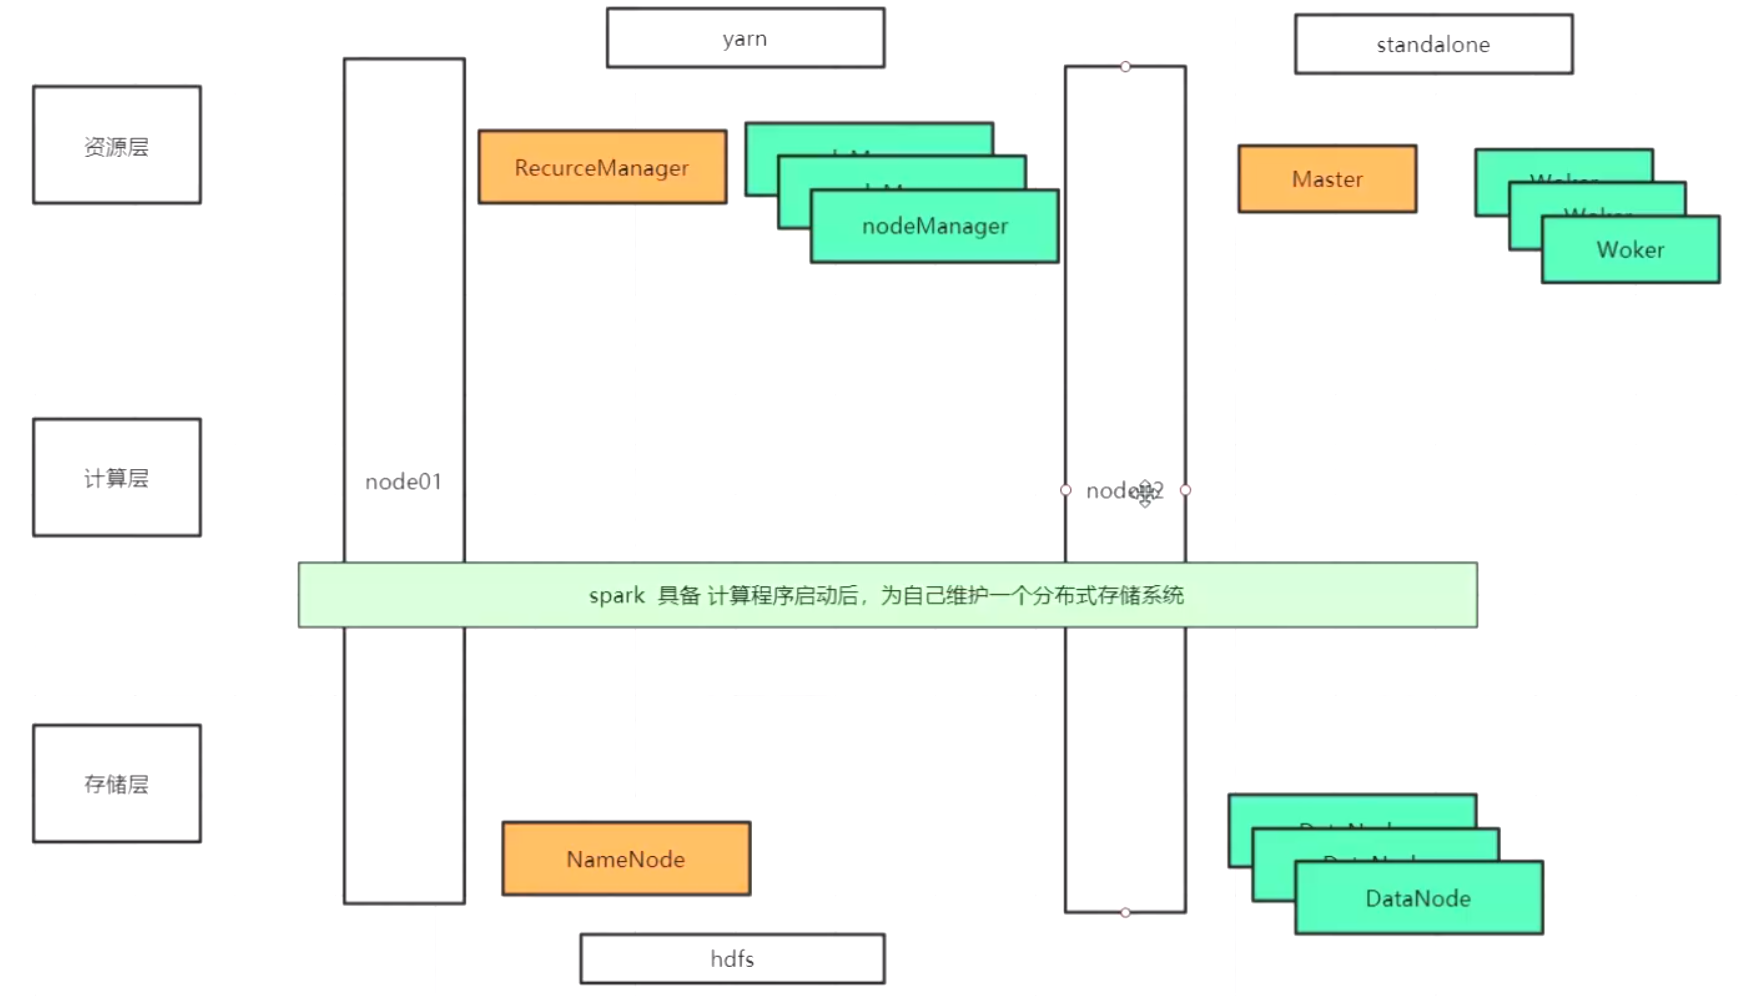 yarn
standalone
资源层
RecurceManager
nodeManager
Master
Woker
Woker
Woker
计算层
node01
spark 具备 计算程序启动后，为自己维护一个分布式存储系统
存储层
NameNode
DataNode
hdfs